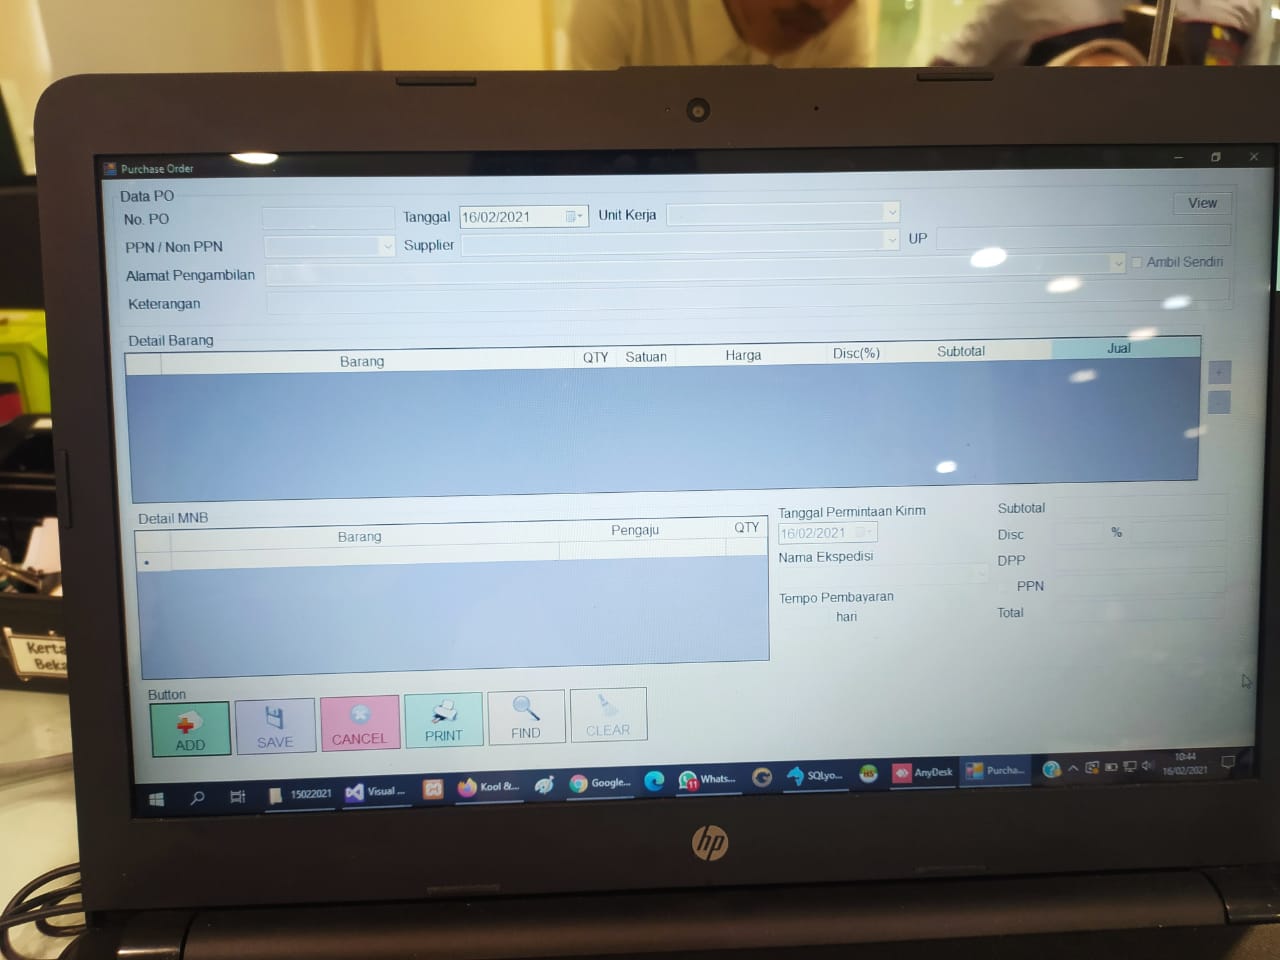 Purchase Order
Data PO
No. PO
Tanggal 16/02/2021
Unit Kerja
View
PPN / Non PPN
Supplier
UP
Alamat Pengambilan
Ambil Sendiri
Keterangan
Detail Barang
Barang QTY Satuan Harga Disc(%) Subtotal Jual
+
Detail MNB
Barang Pengaju QTY
Tanggal Permintaan Kirim
16/02/2021
Nama Ekspedisi
Tempo Pembayaran
hari
Subtotal
Disc %
DPP
PPN
Total
Button
ADD SAVE CANCEL PRINT FIND CLEAR
15022021 Visual ... Kool &... Google... 11 Whats... SQLyo... AnyDesk Purcha...
10:44
16/02/2021
hp
Kerta
Beka